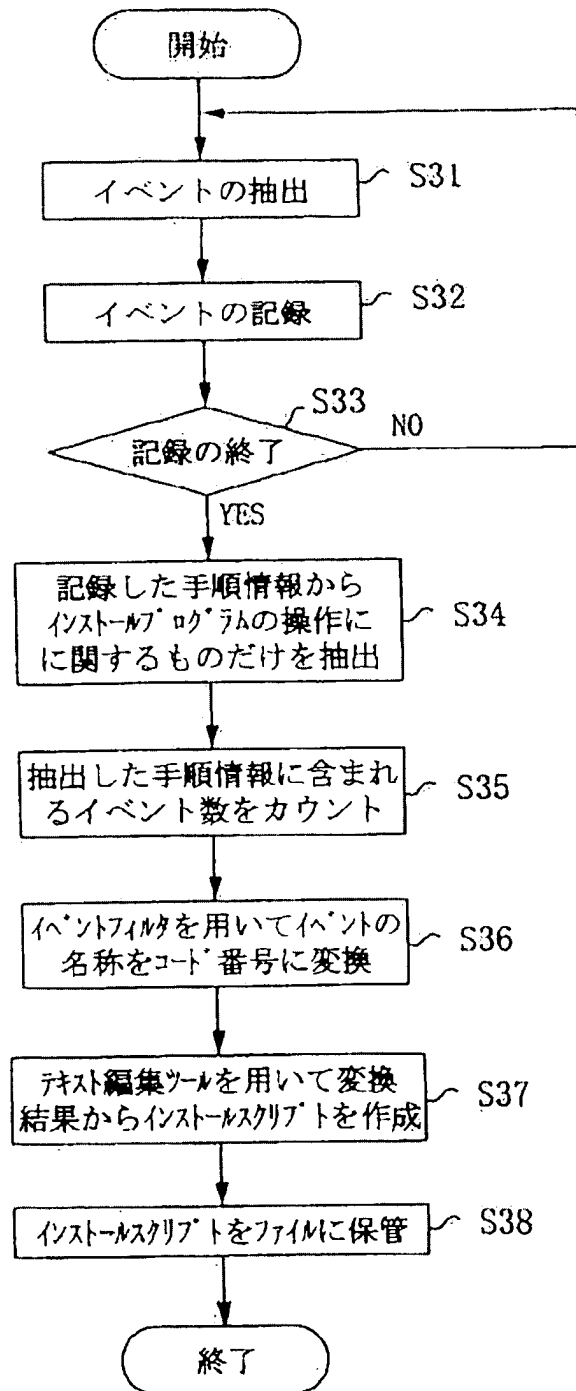 開始
イベントの抽出
S31
イベントの記録
S32
S33
記録の終了
NO
YES
記録した手順情報から
ｲﾝｽﾄｰﾙﾌﾟﾛｸﾞﾗﾑの操作に
に関するものだけを抽出
S34
抽出した手順情報に含まれ
るイベント数をカウント
S35
ｲﾍﾞﾝﾄﾌｨﾙﾀを用いてｲﾍﾞﾝﾄの
名称をｺｰﾄﾞ番号に変換
S36
ﾃｷｽﾄ編集ﾂｰﾙを用いて変換
結果からｲﾝｽﾄｰﾙｽｸﾘﾌﾟﾄを作成
S37
ｲﾝｽﾄｰﾙｽｸﾘﾌﾟﾄをﾌｧｲﾙに保管
S38
終了